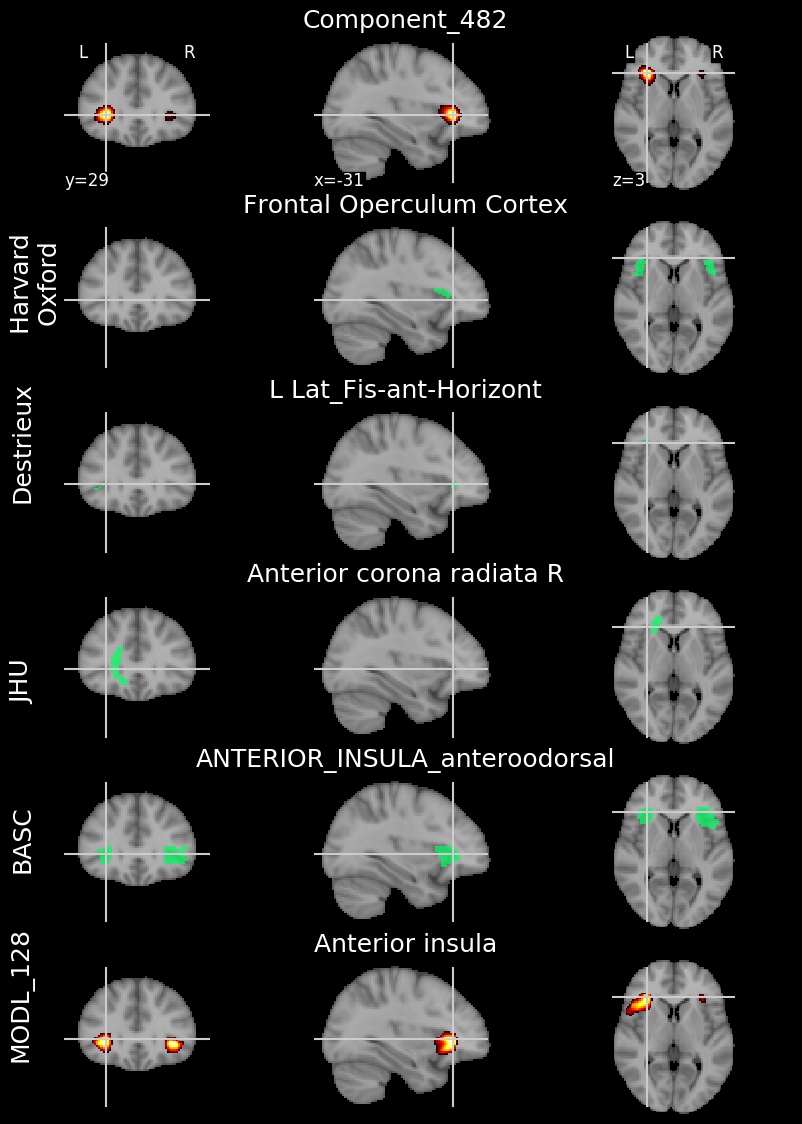 Component_482
L R
L R
y=29
x=-31
z=3
Frontal Operculum Cortex
Harvard
Oxford
L Lat_Fis-ant-Horizont
Destrieux
Anterior corona radiata R
JHU
ANTERIOR_INSULA_anteroodorsal
BASC
Anterior insula
MODL_128